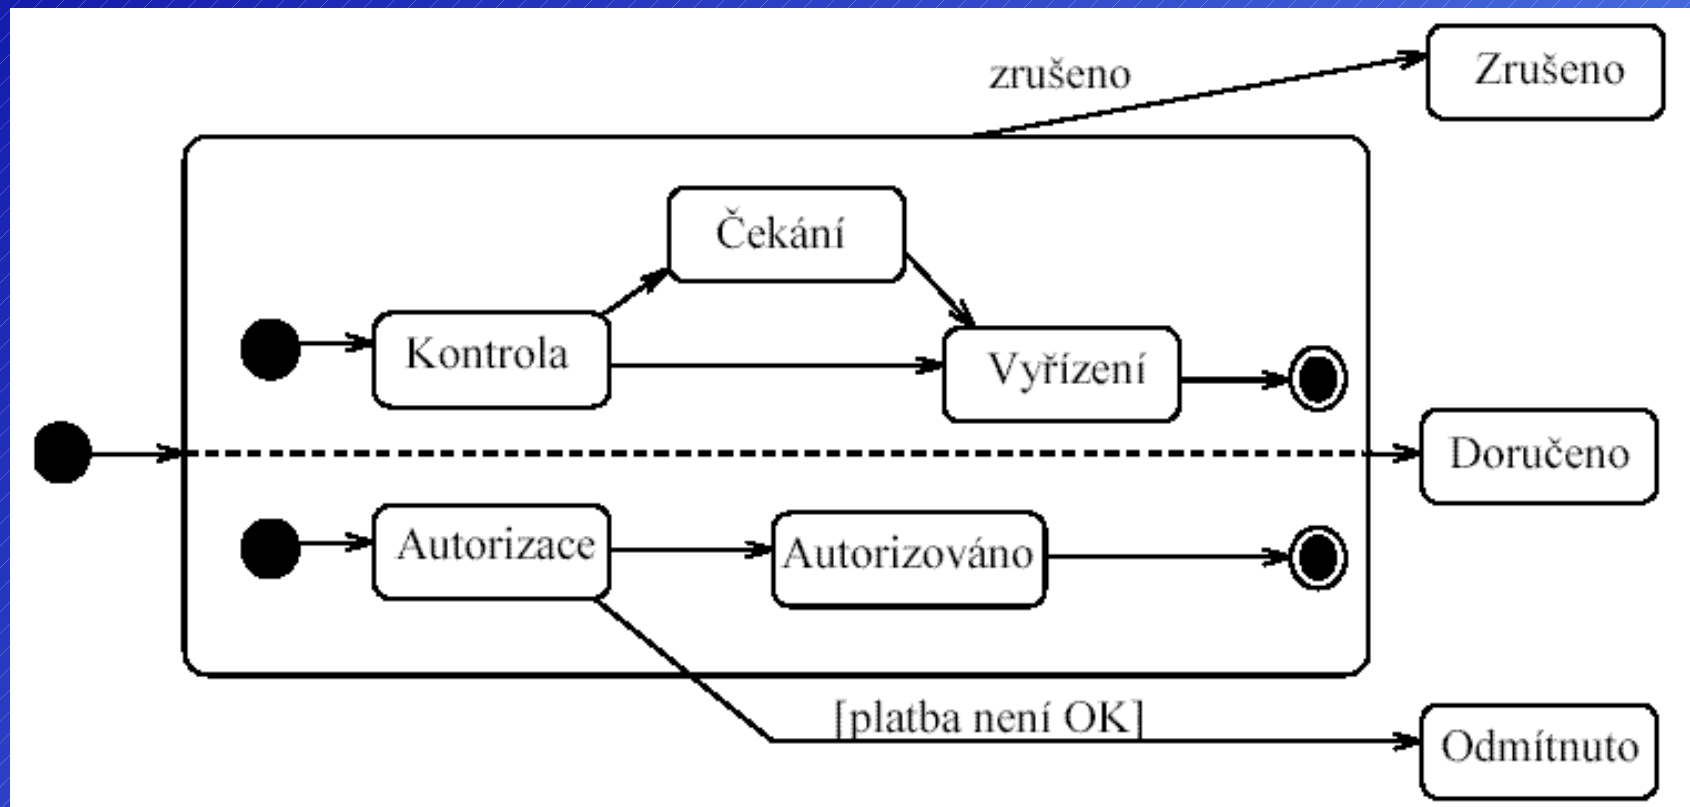 zrušeno
Zrušeno
Čekání
Kontrola
Vyřízení
Doručeno
Autorizace
Autorizováno
[platba není OK]
Odmítnuto